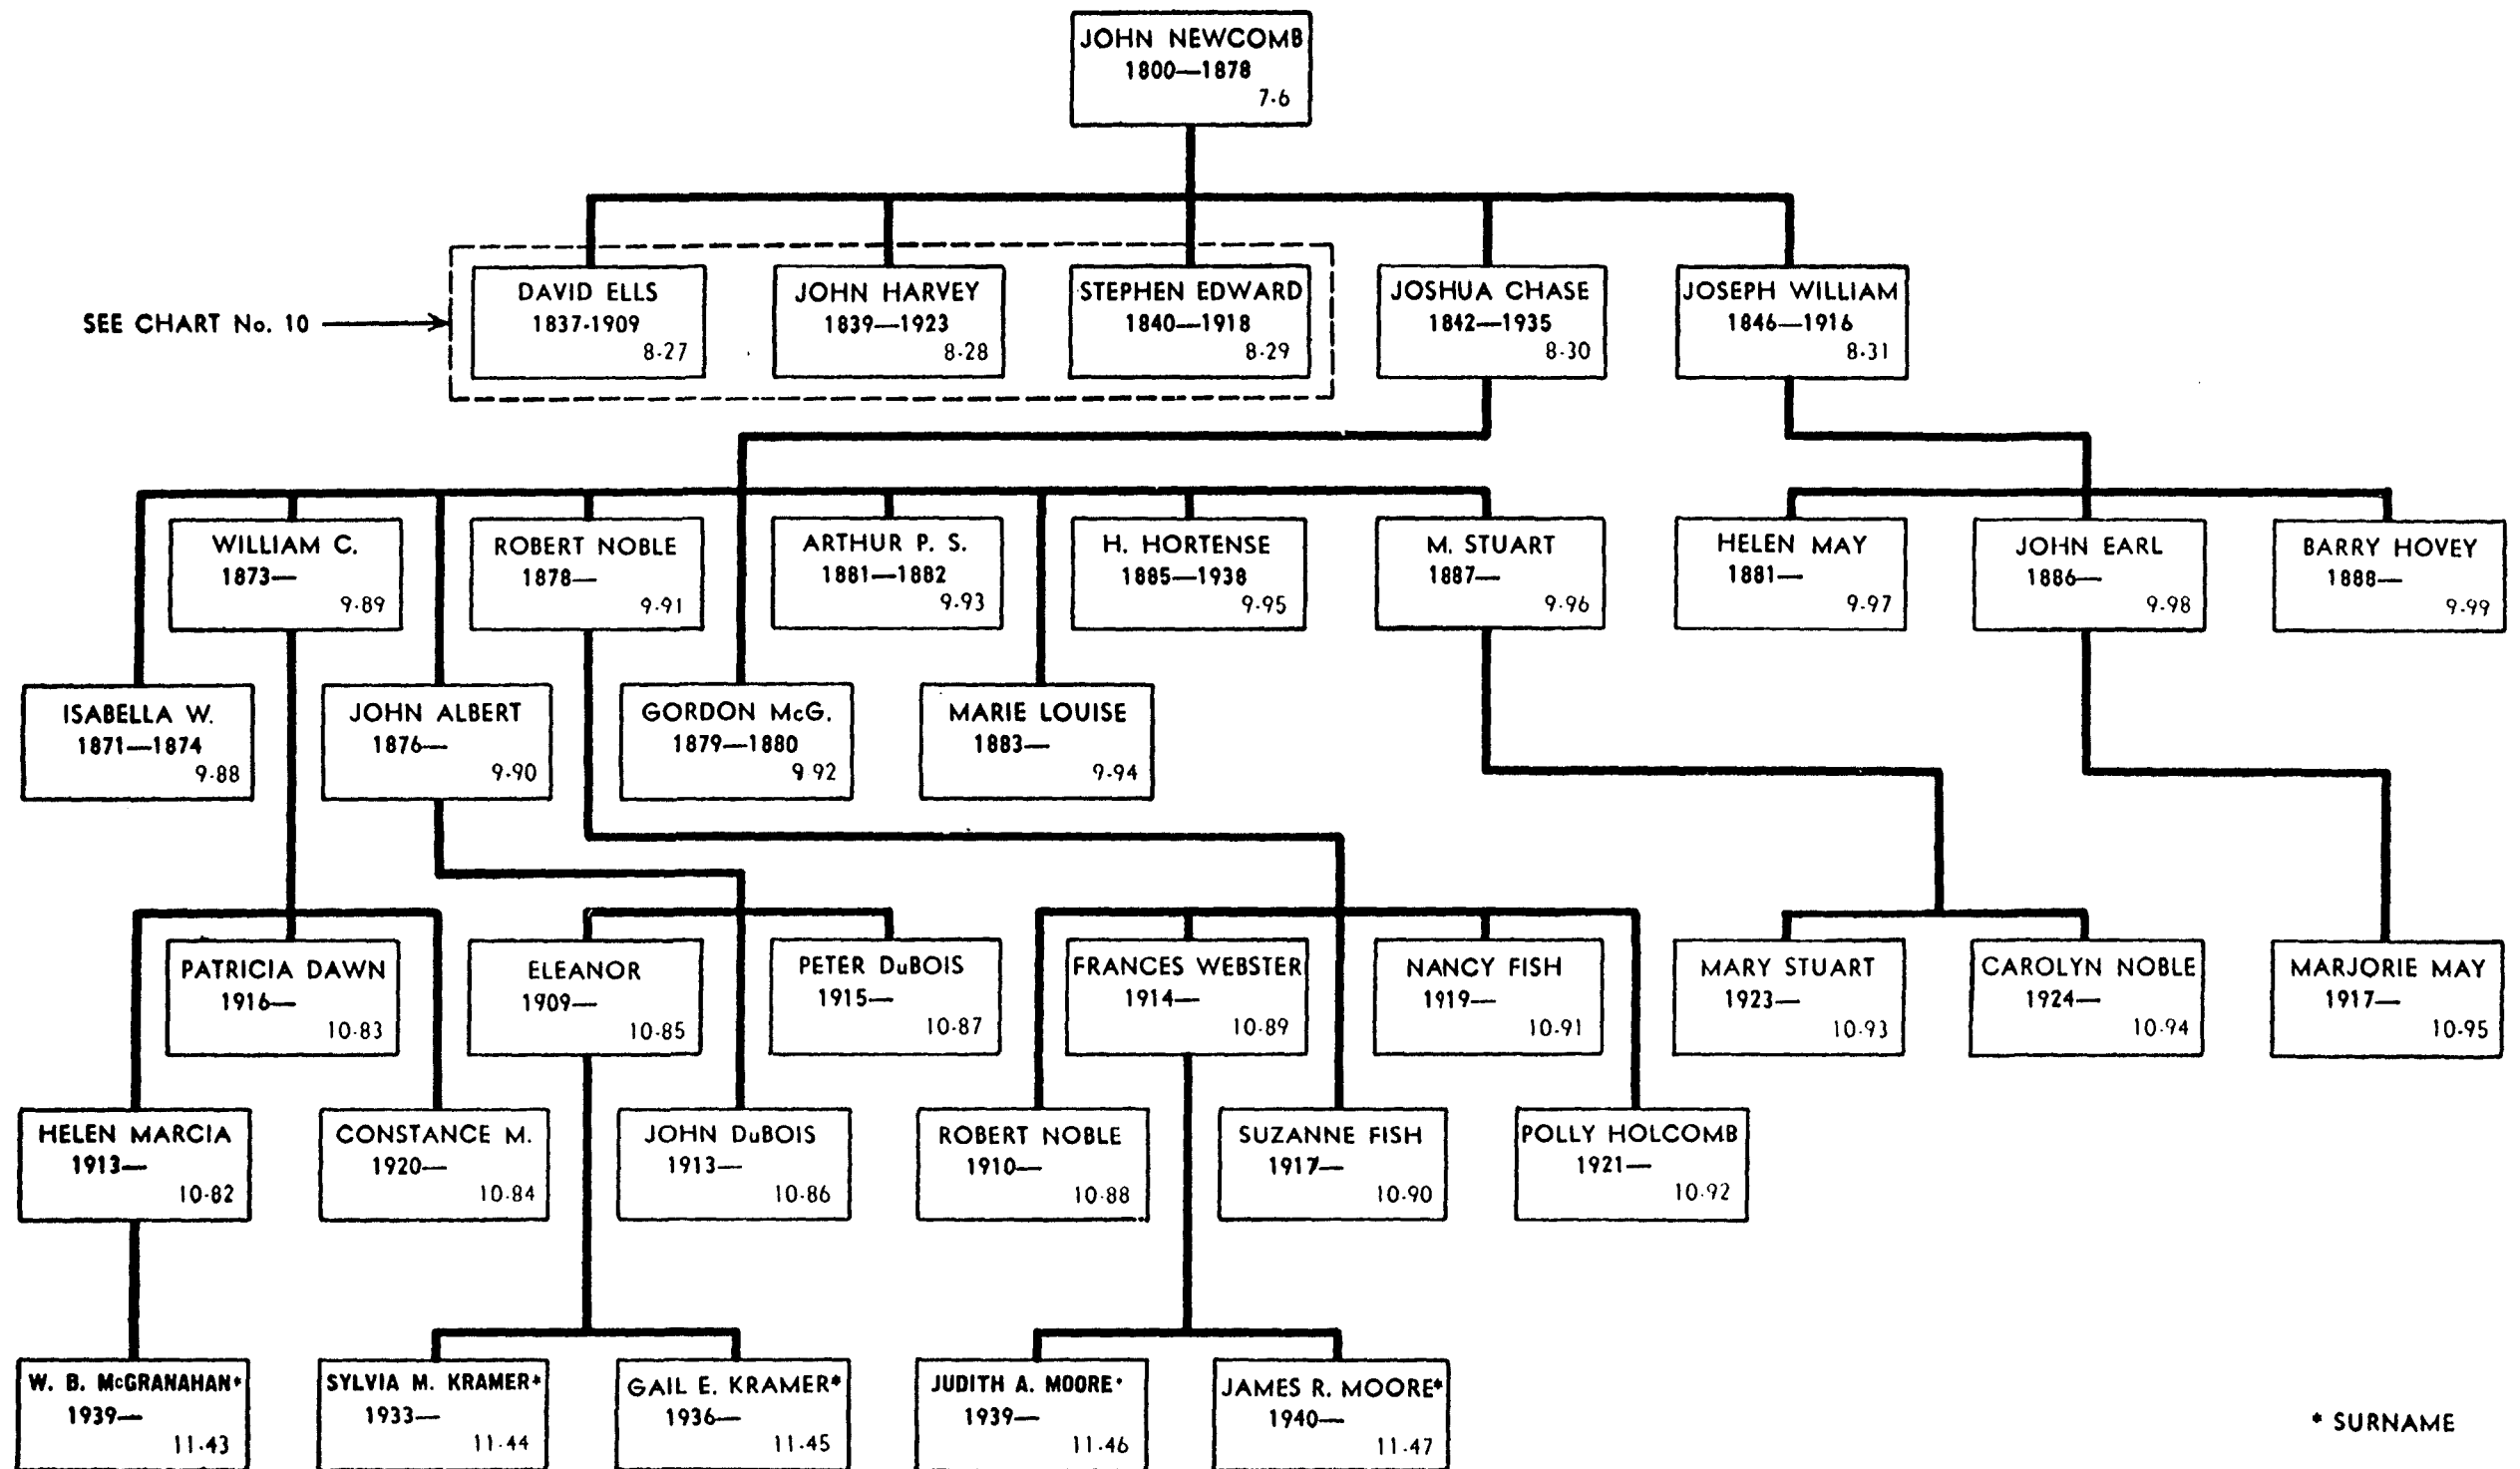 JOHN NEWCOMB
1800—1878
7·6
SEE CHART No. 10
DAVID ELLS
1837-1909
8·27
JOHN HARVEY
1839—1923
8·28
STEPHEN EDWARD
1840—1918
8·29
JOSHUA CHASE
1842—1935
8·30
JOSEPH WILLIAM
1846—1916
8·31
WILLIAM C.
1873—
9·89
ROBERT NOBLE
1878—
9·91
ARTHUR P. S.
1881—1882
9·93
H. HORTENSE
1885—1938
9·95
M. STUART
1887—
9·96
HELEN MAY
1881—
9·97
JOHN EARL
1886—
9·98
BARRY HOVEY
1888—
9·99
ISABELLA W.
1871—1874
9·88
JOHN ALBERT
1876—
9·90
GORDON McG.
1879—1880
9 92
MARIE LOUISE
1883—
9·94
PATRICIA DAWN
1916—
10·83
ELEANOR
1909—
10·85
PETER DuBOIS
1915—
10·87
FRANCES WEBSTER
1914—
10·89
NANCY FISH
1919—
10·91
MARY STUART
1923—
10·93
CAROLYN NOBLE
1924—
10·94
MARJORIE MAY
1917—
10·95
HELEN MARCIA
1913—
10·82
CONSTANCE M.
1920—
10·84
JOHN DuBOIS
1913—
10·86
ROBERT NOBLE
1910—
10·88
SUZANNE FISH
1917—
10·90
POLLY HOLCOMB
1921—
10·92
W. B. McGRANAHAN*
1939—
11·43
SYLVIA M. KRAMER*
1933—
11·44
GAIL E. KRAMER*
1936—
11·45
JUDITH A. MOORE*
1939—
11·46
JAMES R. MOORE*
1940—
11·47
* SURNAME